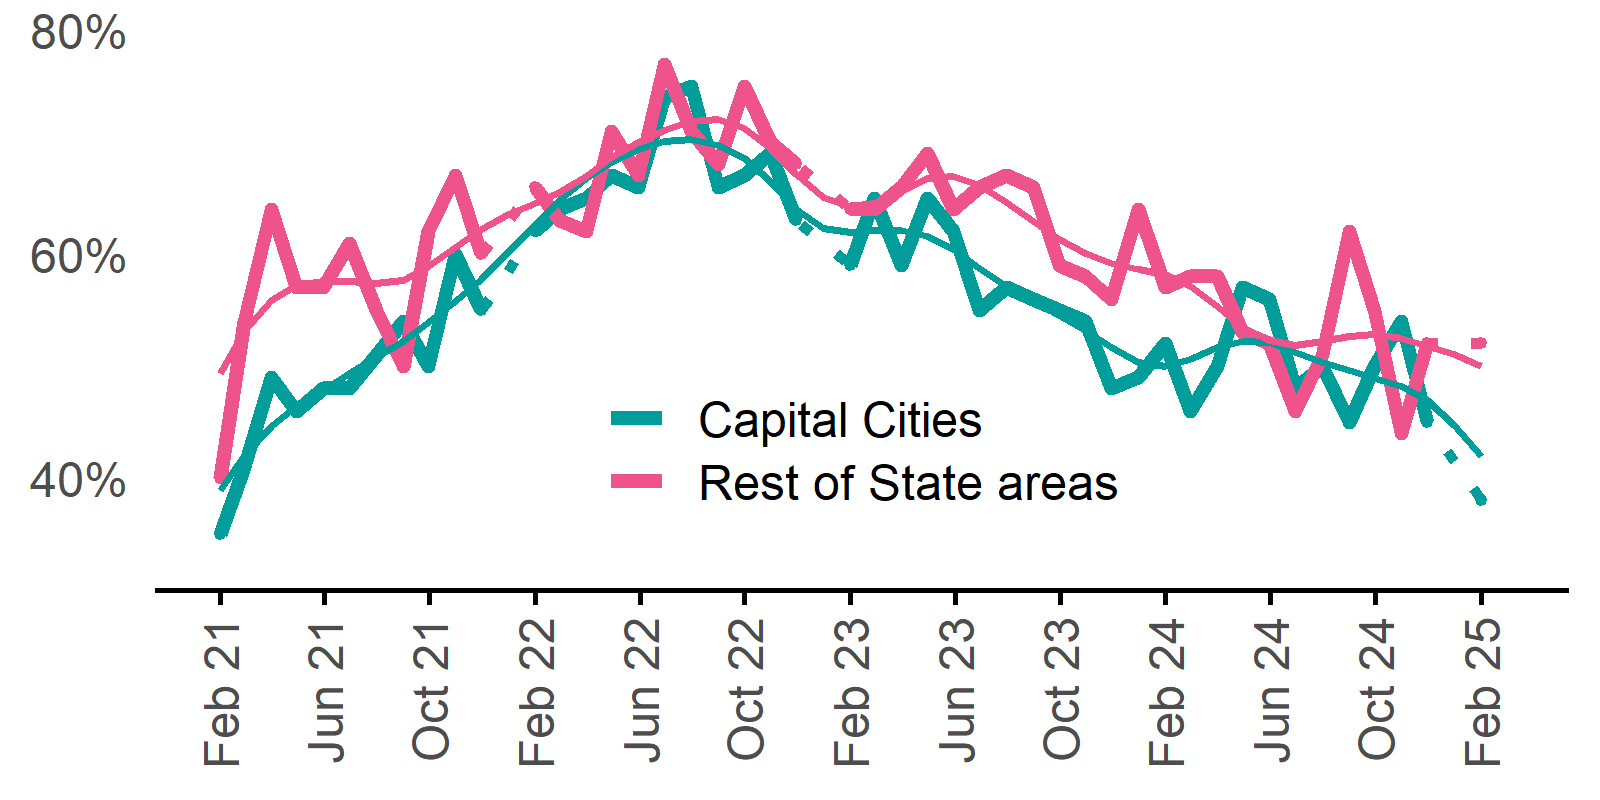 80%
60%
40%
Capital Cities
Rest of State areas
Feb 21
Jun 21
Oct 21
Feb 22
Jun 22
Oct 22
Feb 23
Jun 23
Oct 23
Feb 24
Jun 24
Oct 24
Feb 25